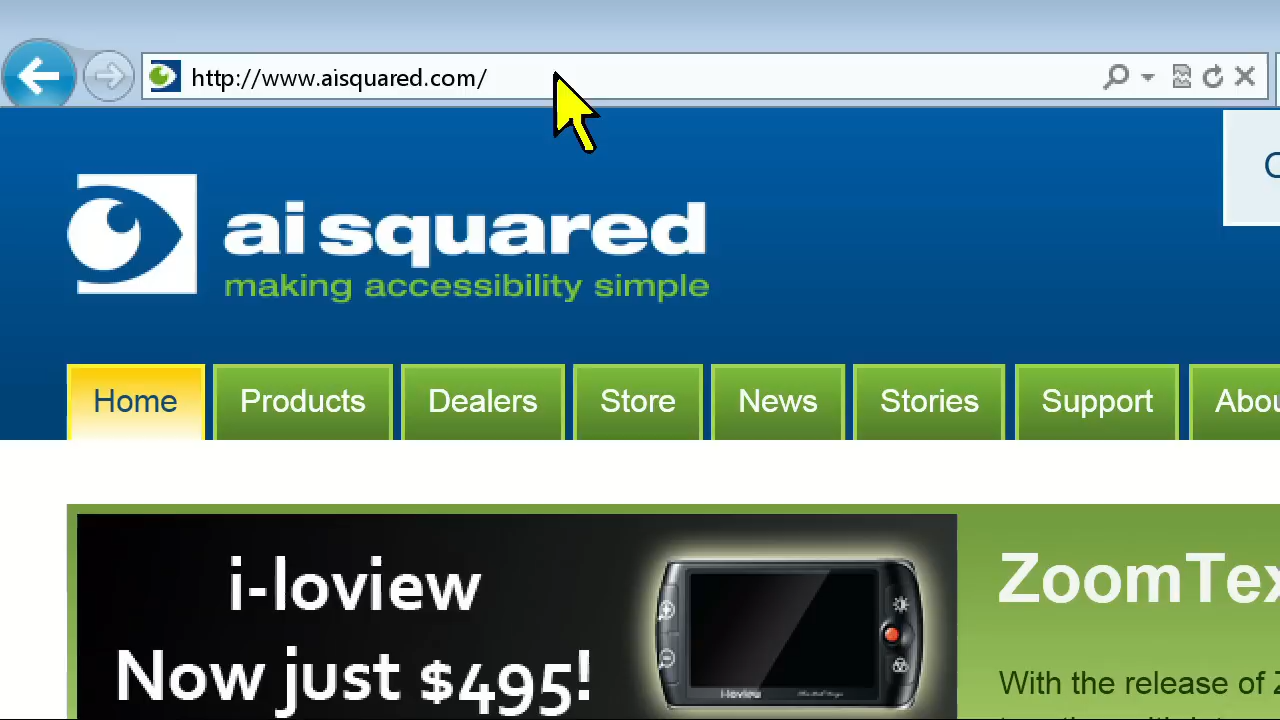 http://www.aisquared.com/
ai squared
making accessibility simple
Home Products Dealers Store News Stories Support
i-loview
Now just $495!
i-loview
With the release of